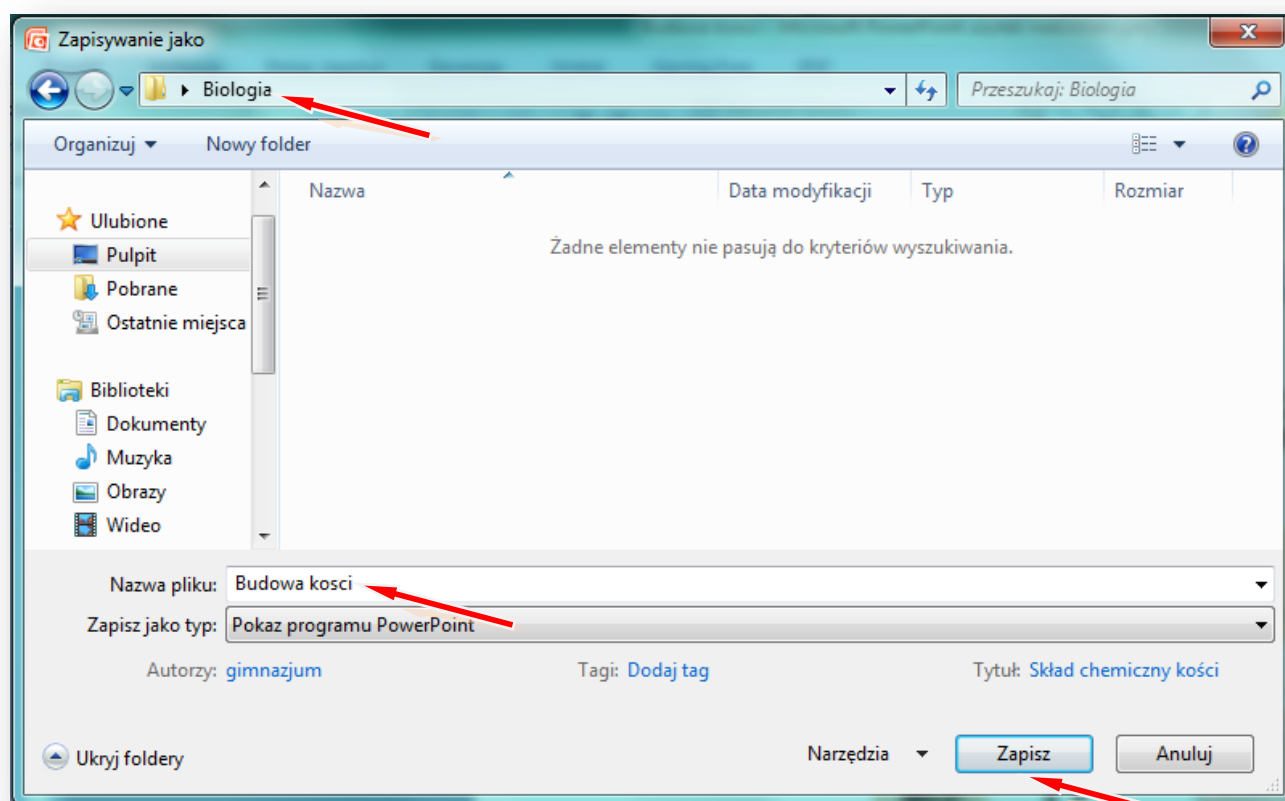 Zapisywanie jako
Biologia
Przeszukaj: Biologia
Organizuj Nowy folder
Nazwa Data modyfikacji Typ Rozmiar
Żadne elementy nie pasują do kryteriów wyszukiwania.
Ulubione
Pulpit
Pobrane
Ostatnie miejsca
Biblioteki
Dokumenty
Muzyka
Obrazy
Wideo
Nazwa pliku: Budowa kosci
Zapisz jako typ: Pokaz programu PowerPoint
Autorzy: gimnazjum Tagi: Dodaj tag Tytuł: Skład chemiczny kości
Ukryj foldery Narzędzia Zapisz Anuluj